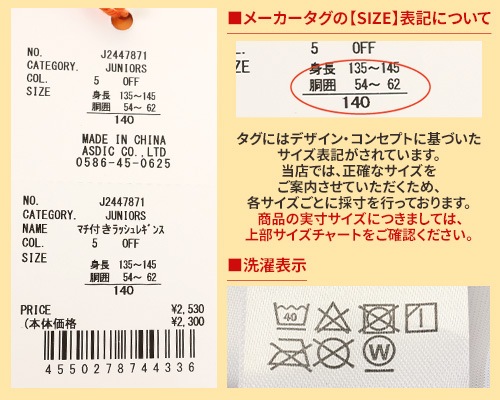 NO. J2447871
CATEGORY. JUNIORS
COL. 5 OFF
SIZE 身長 135～145
胴囲 54～ 62
140
MADE IN CHINA
ASDIC CO.,LTD
0586-45-0625
NO. J2447871
CATEGORY. JUNIORS
NAME ﾏﾁ付きﾗｯｼｭﾚｷﾞﾝｽ
COL. 5 OFF
SIZE 身長 135～145
胴囲 54～ 62
140
PRICE ¥2,530
(本体価格 ¥2,300
4550278744336
■メーカータグの【SIZE】表記について
5 OFF
ZE 身長 135～145
胴囲 54～ 62
140
タグにはデザイン・コンセプトに基づいた
サイズ表記がされています。
当店では、正確なサイズを
ご案内させていただくため、
各サイズごとに採寸を行っております。
商品の実寸サイズにつきましては、
上部サイズチャートをご確認ください。
■洗濯表示
40
W